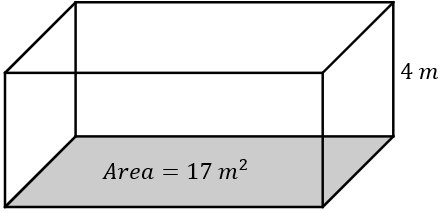 4 m
Area = 17 m²